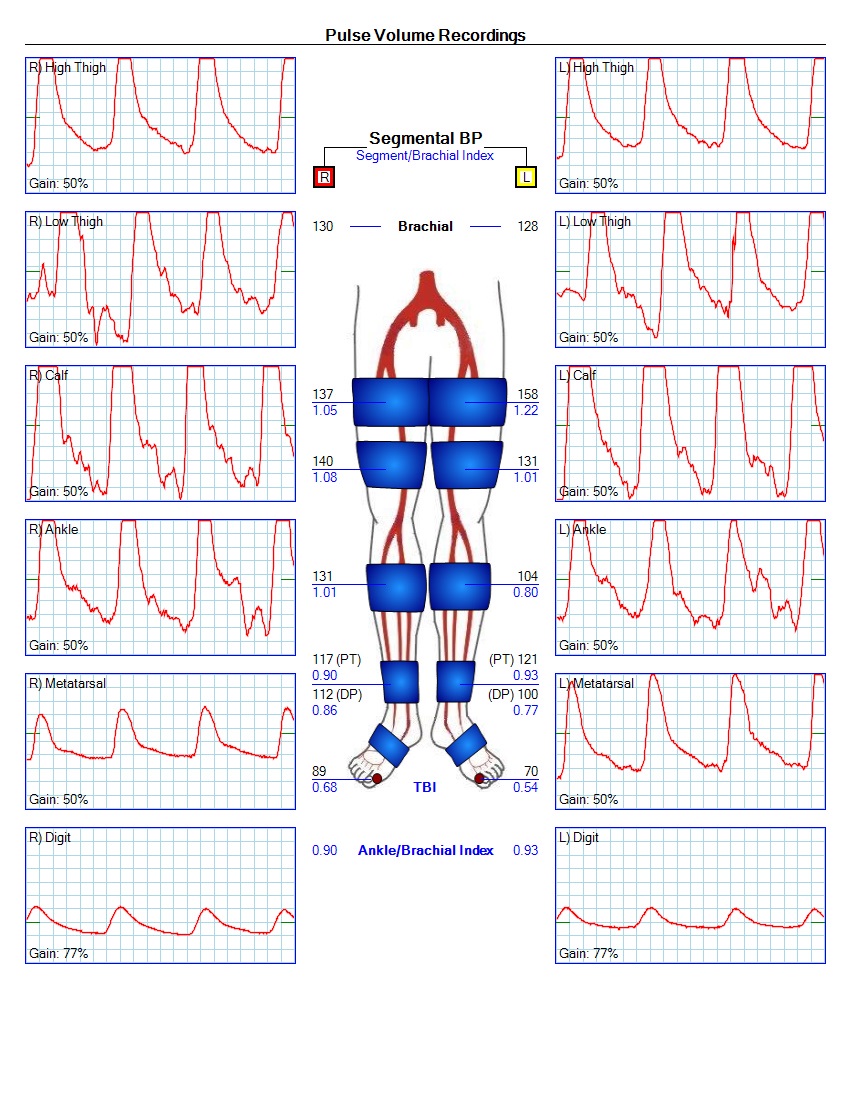 Pulse Volume Recordings
R) High Thigh
Gain: 50%
R) Low Thigh
Gain: 50%
R) Calf
Gain: 50%
R) Ankle
Gain: 50%
R) Metatarsal
Gain: 50%
R) Digit
Gain: 77%
Segmental BP
Segment/Brachial Index
R L
130 Brachial 128
137 158
1.05 1.22
140 131
1.08 1.01
131 104
1.01 0.80
117 (PT) (PT) 121
0.90 0.93
112 (DP) (DP) 100
0.86 0.77
89 70
0.68 TBI 0.54
0.90 Ankle/Brachial Index 0.93
L) High Thigh
Gain: 50%
L) Low Thigh
Gain: 50%
L) Calf
Gain: 50%
L) Ankle
Gain: 50%
L) Metatarsal
Gain: 50%
L) Digit
Gain: 77%